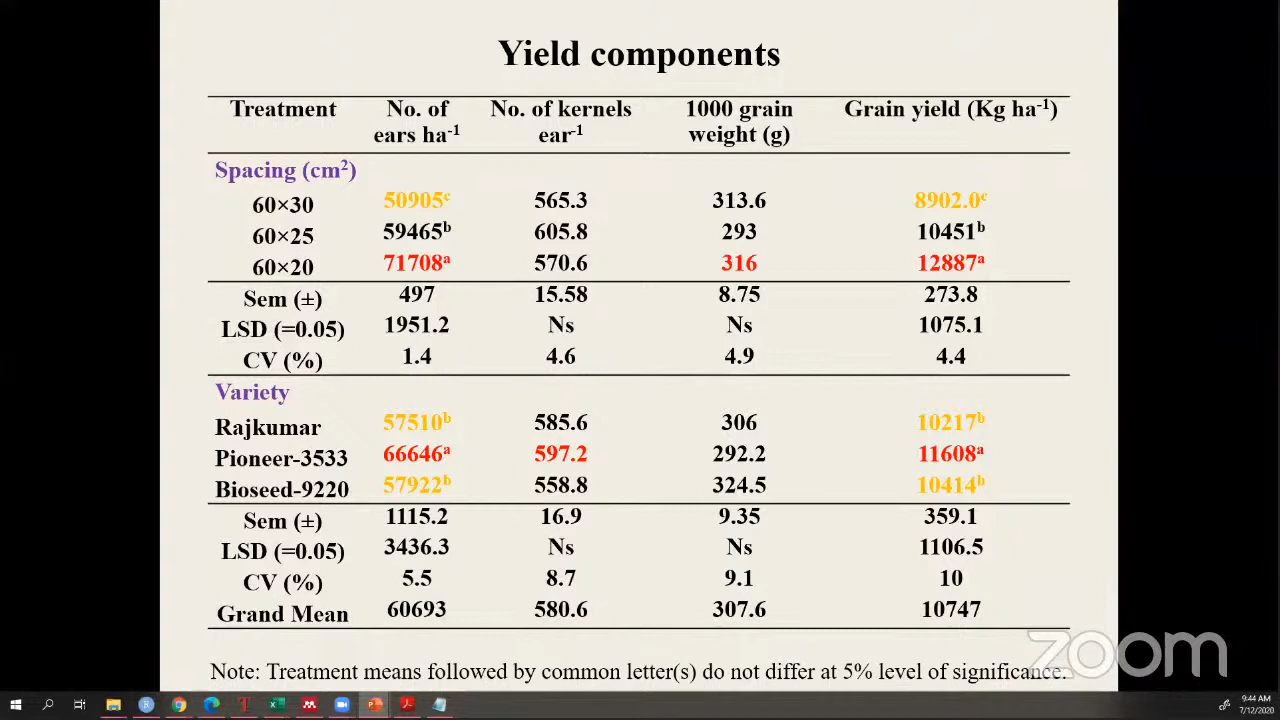 Yield components
Treatment No. of ears ha-1 No. of kernels ear-1 1000 grain weight (g) Grain yield (Kg ha-1)
Spacing (cm2)
60×30 50905c 565.3 313.6 8902.0c
60×25 59465b 605.8 293 10451b
60×20 71708a 570.6 316 12887a
Sem (±) 497 15.58 8.75 273.8
LSD (=0.05) 1951.2 Ns Ns 1075.1
CV (%) 1.4 4.6 4.9 4.4
Variety
Rajkumar 57510b 585.6 306 10217b
Pioneer-3533 66646a 597.2 292.2 11608a
Bioseed-9220 57922b 558.8 324.5 10414b
Sem (±) 1115.2 16.9 9.35 359.1
LSD (=0.05) 3436.3 Ns Ns 1106.5
CV (%) 5.5 8.7 9.1 10
Grand Mean 60693 580.6 307.6 10747
zoom
Note: Treatment means followed by common letter(s) do not differ at 5% level of significance.
9:44 AM
7/12/2020